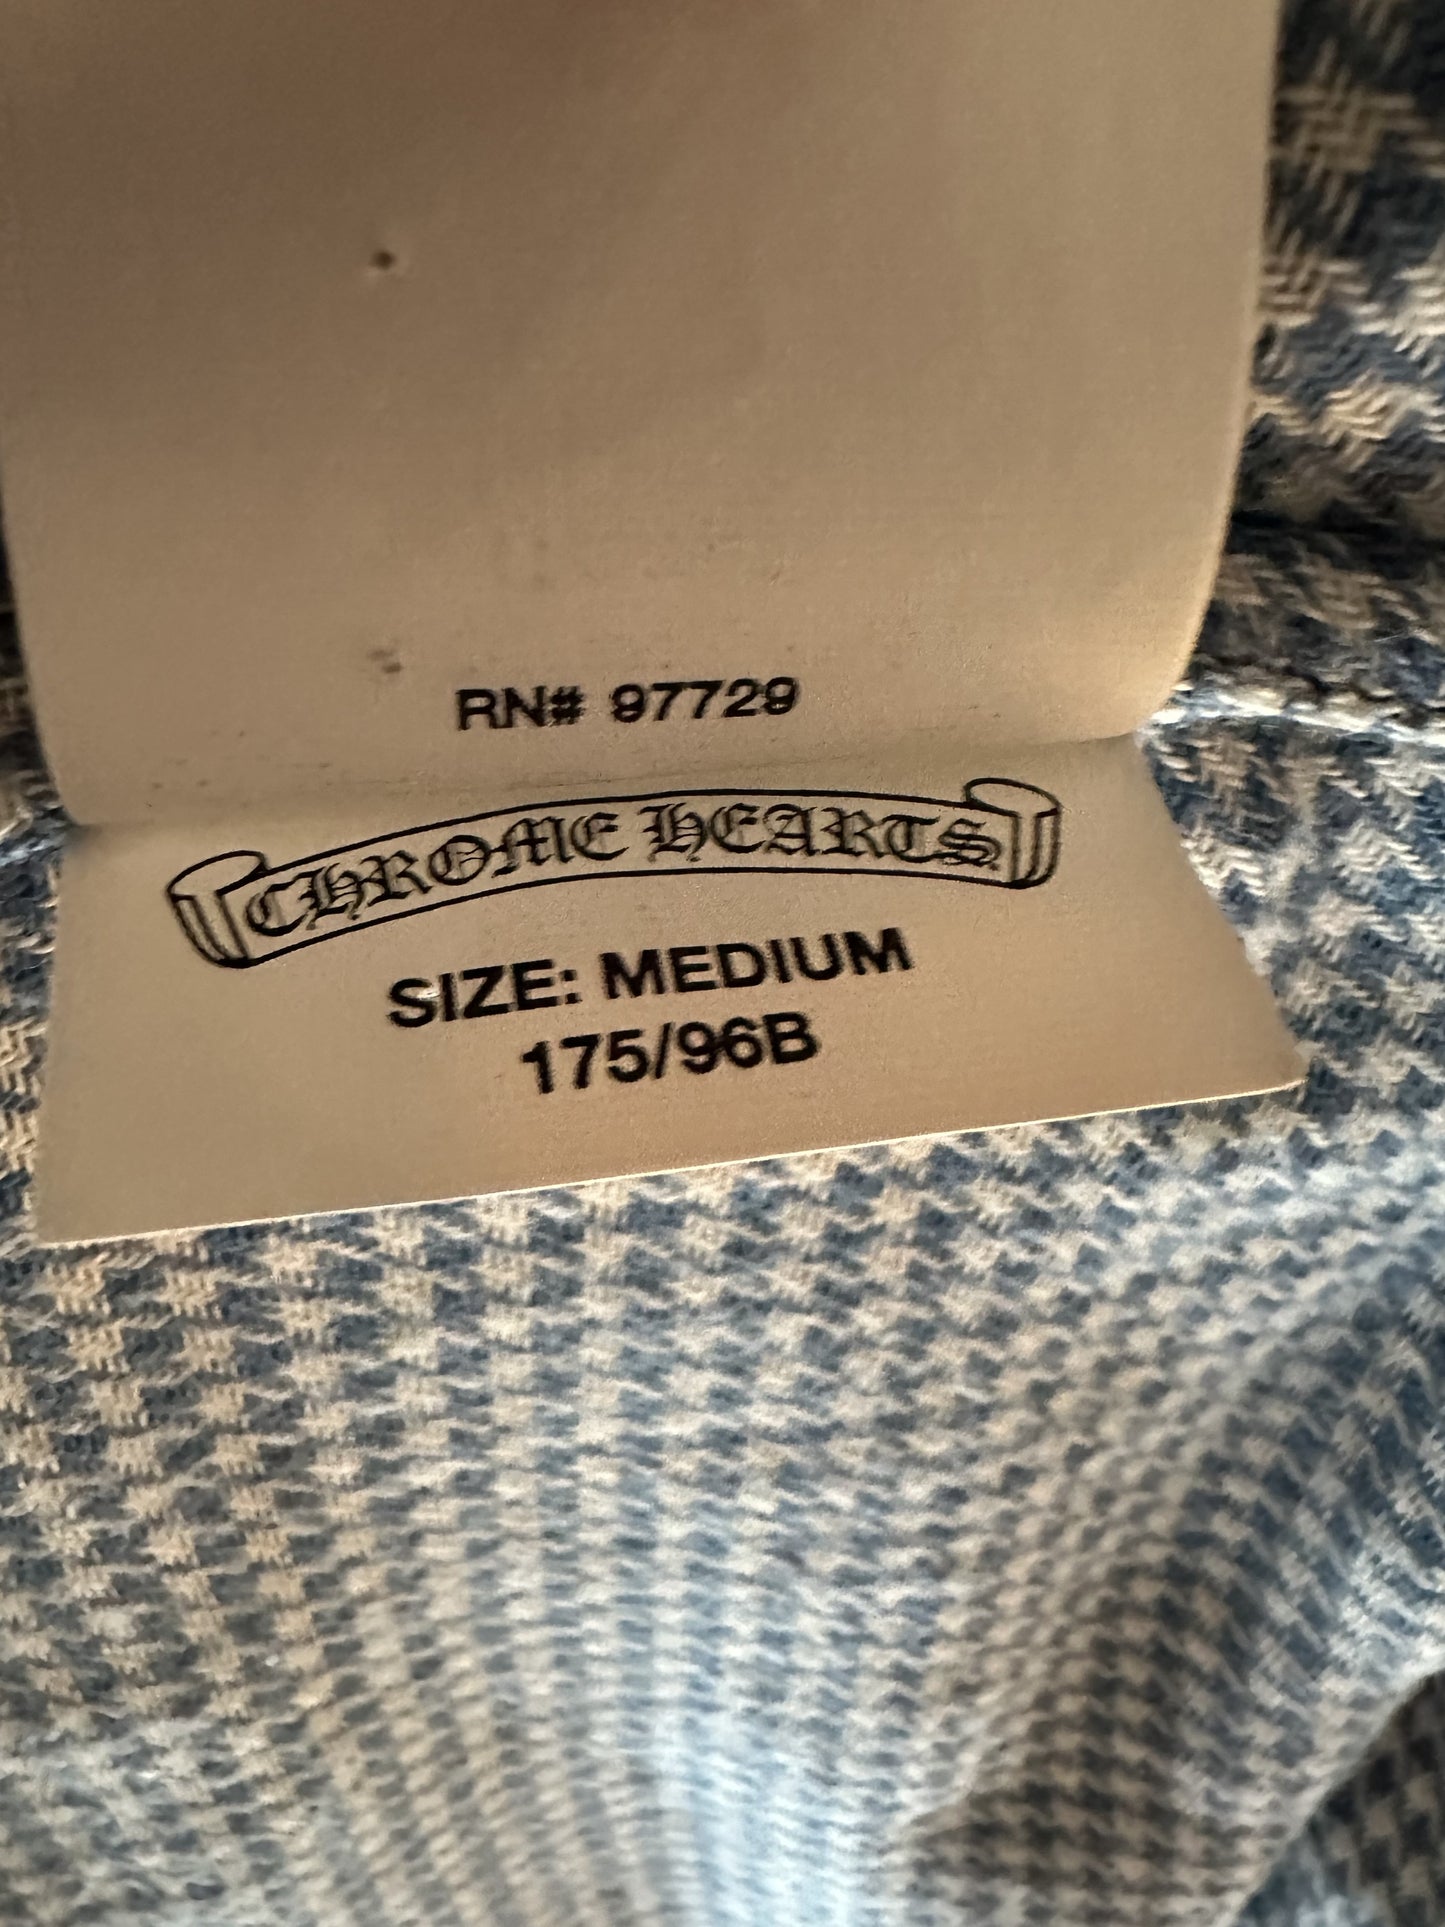 RN# 97729
CHROME HEARTS
SIZE: MEDIUM
175/96B